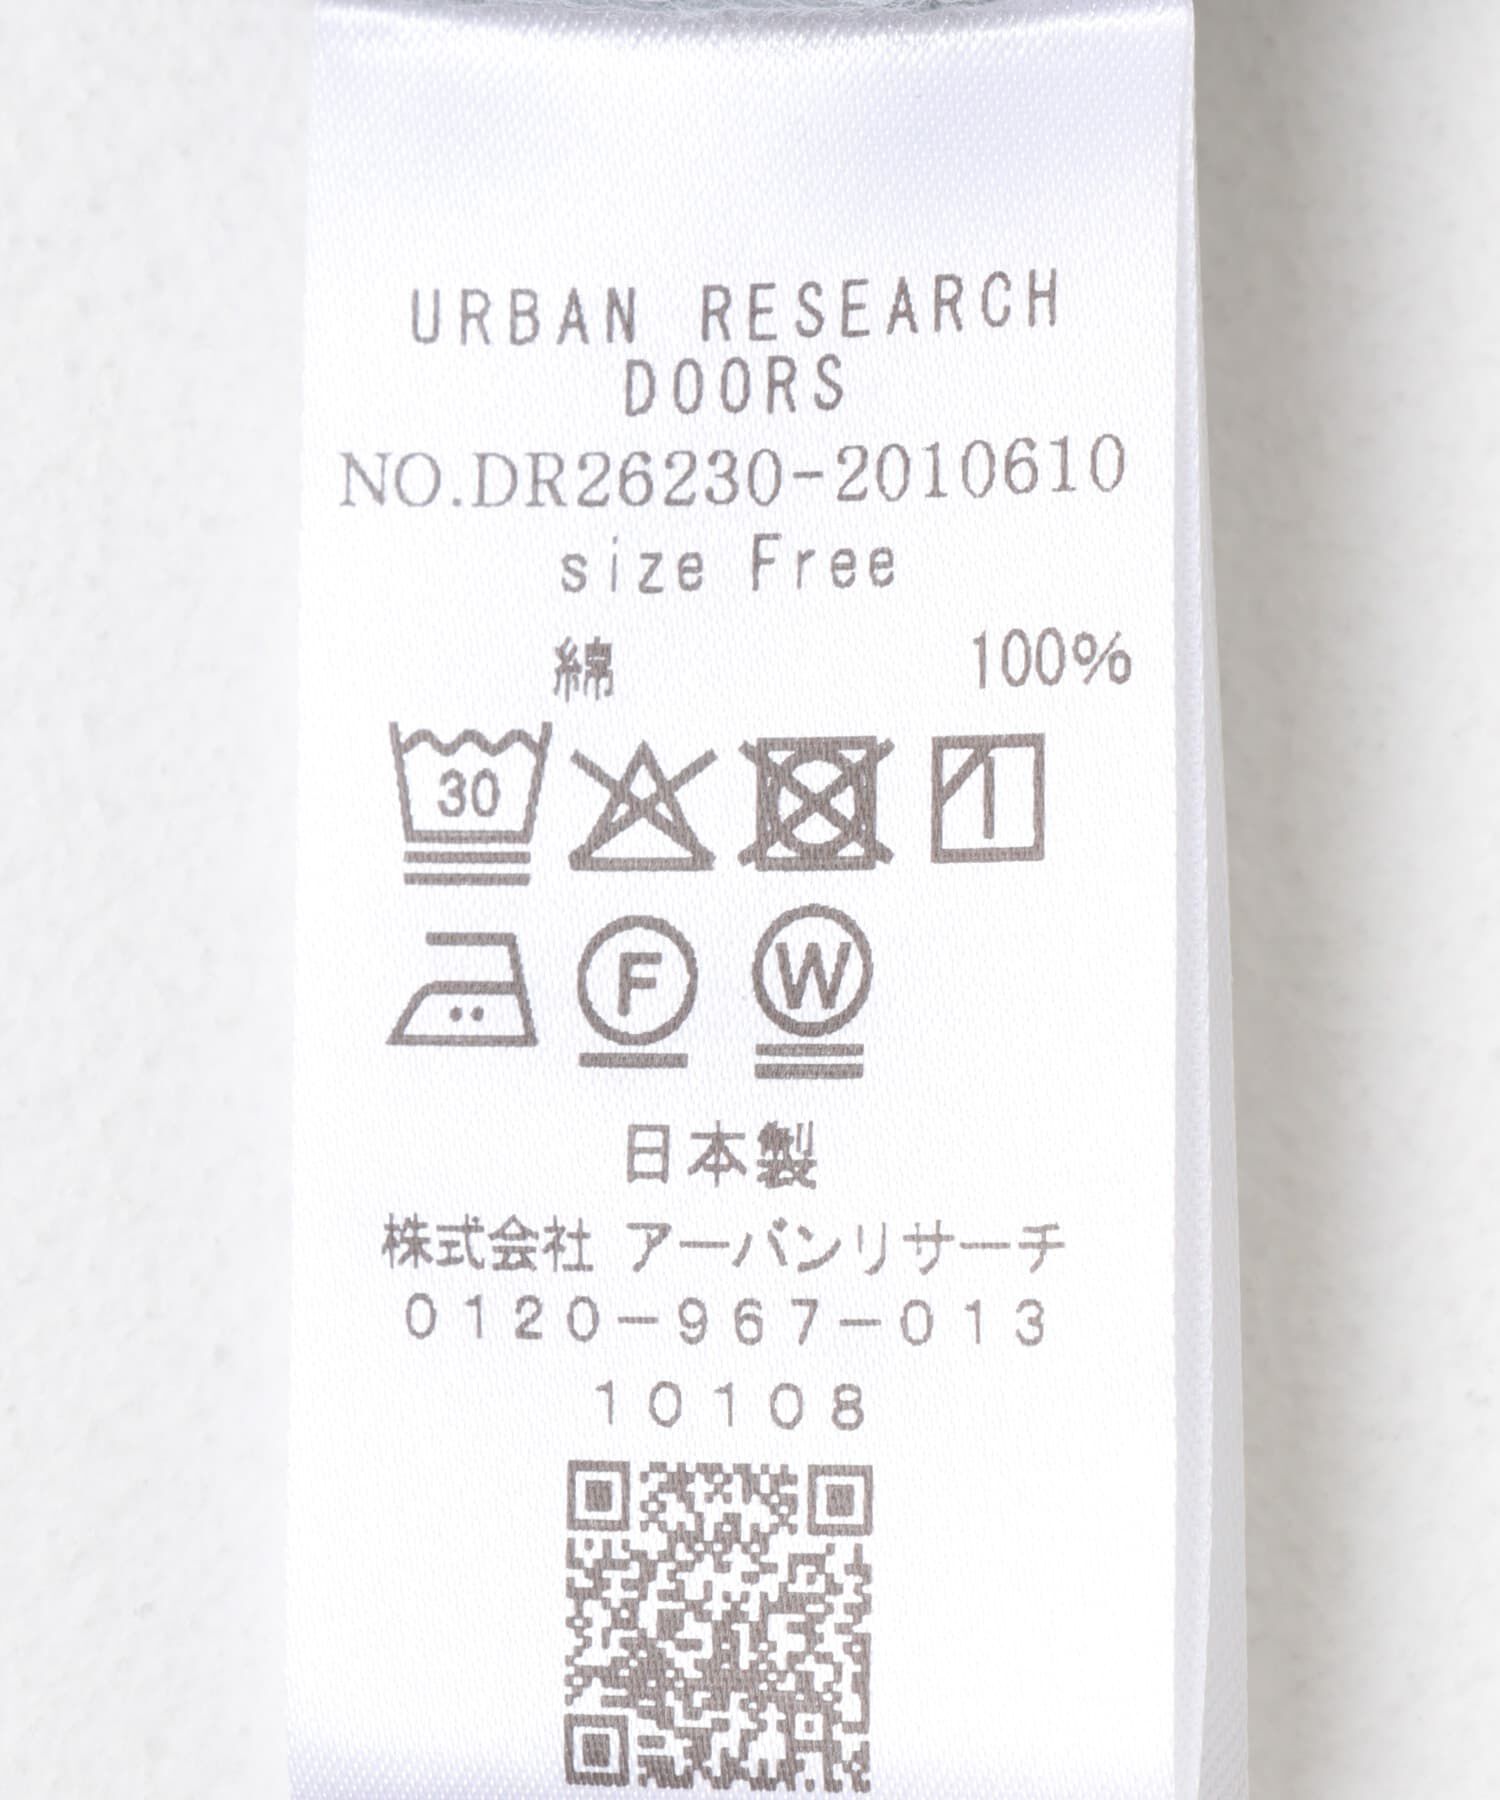 URBAN RESEARCH
DOORS
NO.DR26230-2010610
size Free
綿 100%
30
F W
日本製
株式会社 アーバンリサーチ
0120-967-013
10108